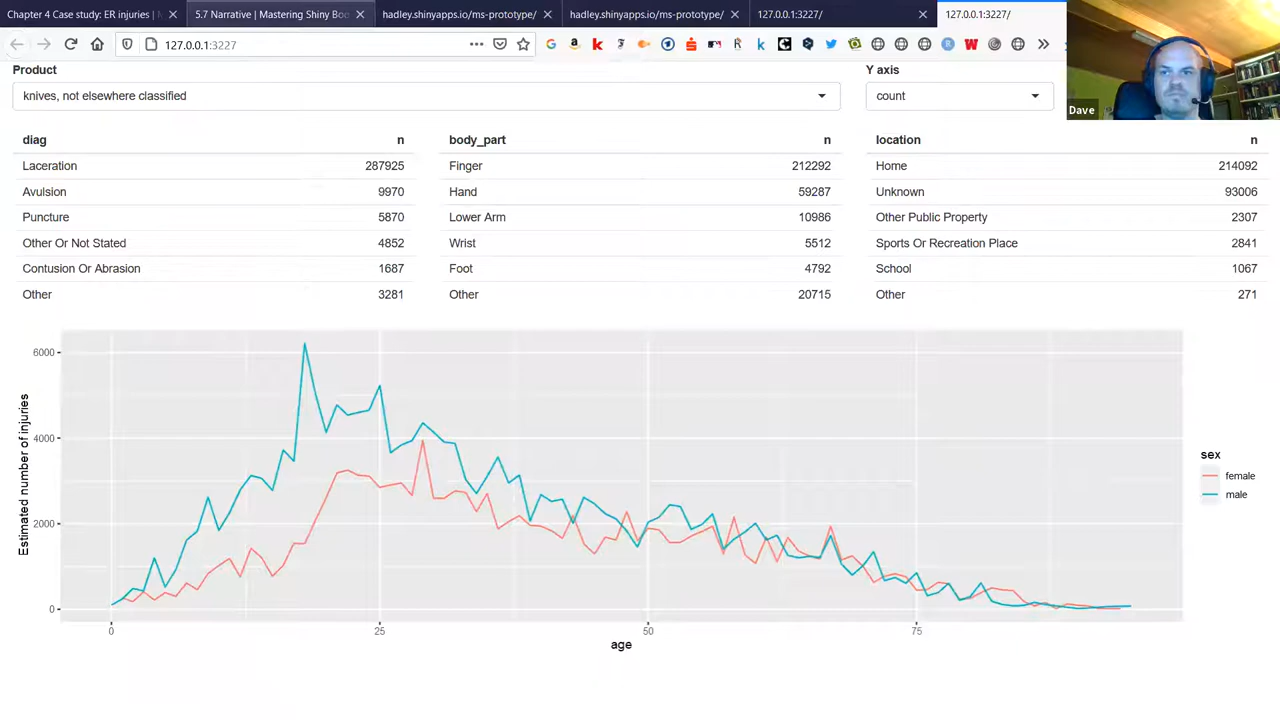 Chapter 4 Case study: ER injuries |
5.7 Narrative | Mastering Shiny Boo
hadley.shinyapps.io/ms-prototype/
hadley.shinyapps.io/ms-prototype/
127.0.0.1:3227/
127.0.0.1:3227/
127.0.0.1:3227
Dave
Product
Y axis
knives, not elsewhere classified
count
diag n body_part n location n
Laceration 287925 Finger 212292 Home 214092
Avulsion 9970 Hand 59287 Unknown 93006
Puncture 5870 Lower Arm 10986 Other Public Property 2307
Other Or Not Stated 4852 Wrist 5512 Sports Or Recreation Place 2841
Contusion Or Abrasion 1687 Foot 4792 School 1067
Other 3281 Other 20715 Other 271
6000
4000
2000
0
Estimated number of injuries
0 25 50 75
age
sex
female
male